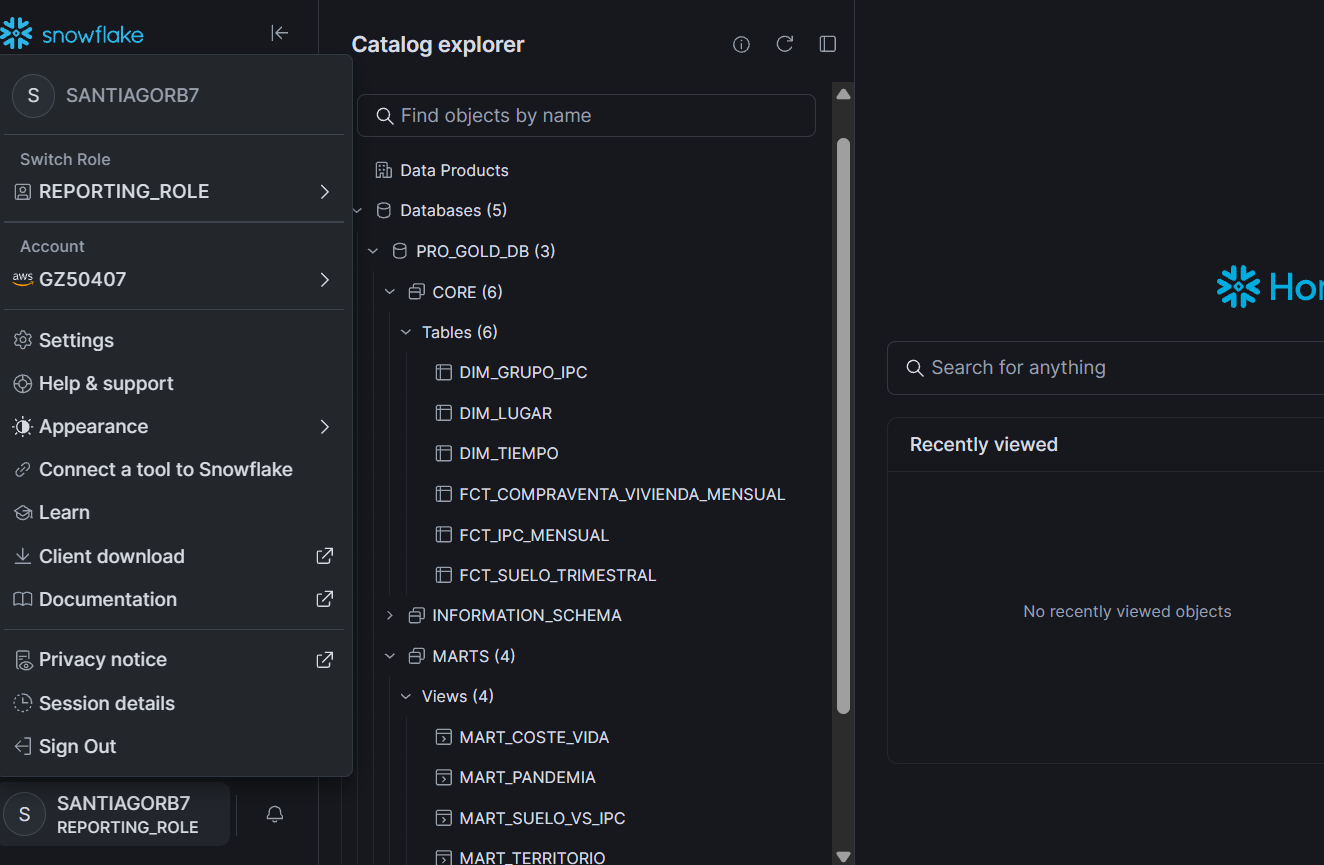 snowflake
S SANTIAGORB7
Switch Role
REPORTING_ROLE
Account
aws GZ50407
Settings
Help & support
Appearance
Connect a tool to Snowflake
Learn
Client download
Documentation
Privacy notice
Session details
Sign Out
S SANTIAGORB7
REPORTING_ROLE
Catalog explorer
Find objects by name
Data Products
Databases (5)
PRO_GOLD_DB (3)
CORE (6)
Tables (6)
DIM_GRUPO_IPC
DIM_LUGAR
DIM_TIEMPO
FCT_COMPRAVENTA_VIVIENDA_MENSUAL
FCT_IPC_MENSUAL
FCT_SUELO_TRIMESTRAL
INFORMATION_SCHEMA
MARTS (4)
Views (4)
MART_COSTE_VIDA
MART_PANDEMIA
MART_SUELO_VS_IPC
MART_TERRITORIO
Search for anything
Recently viewed
No recently viewed objects